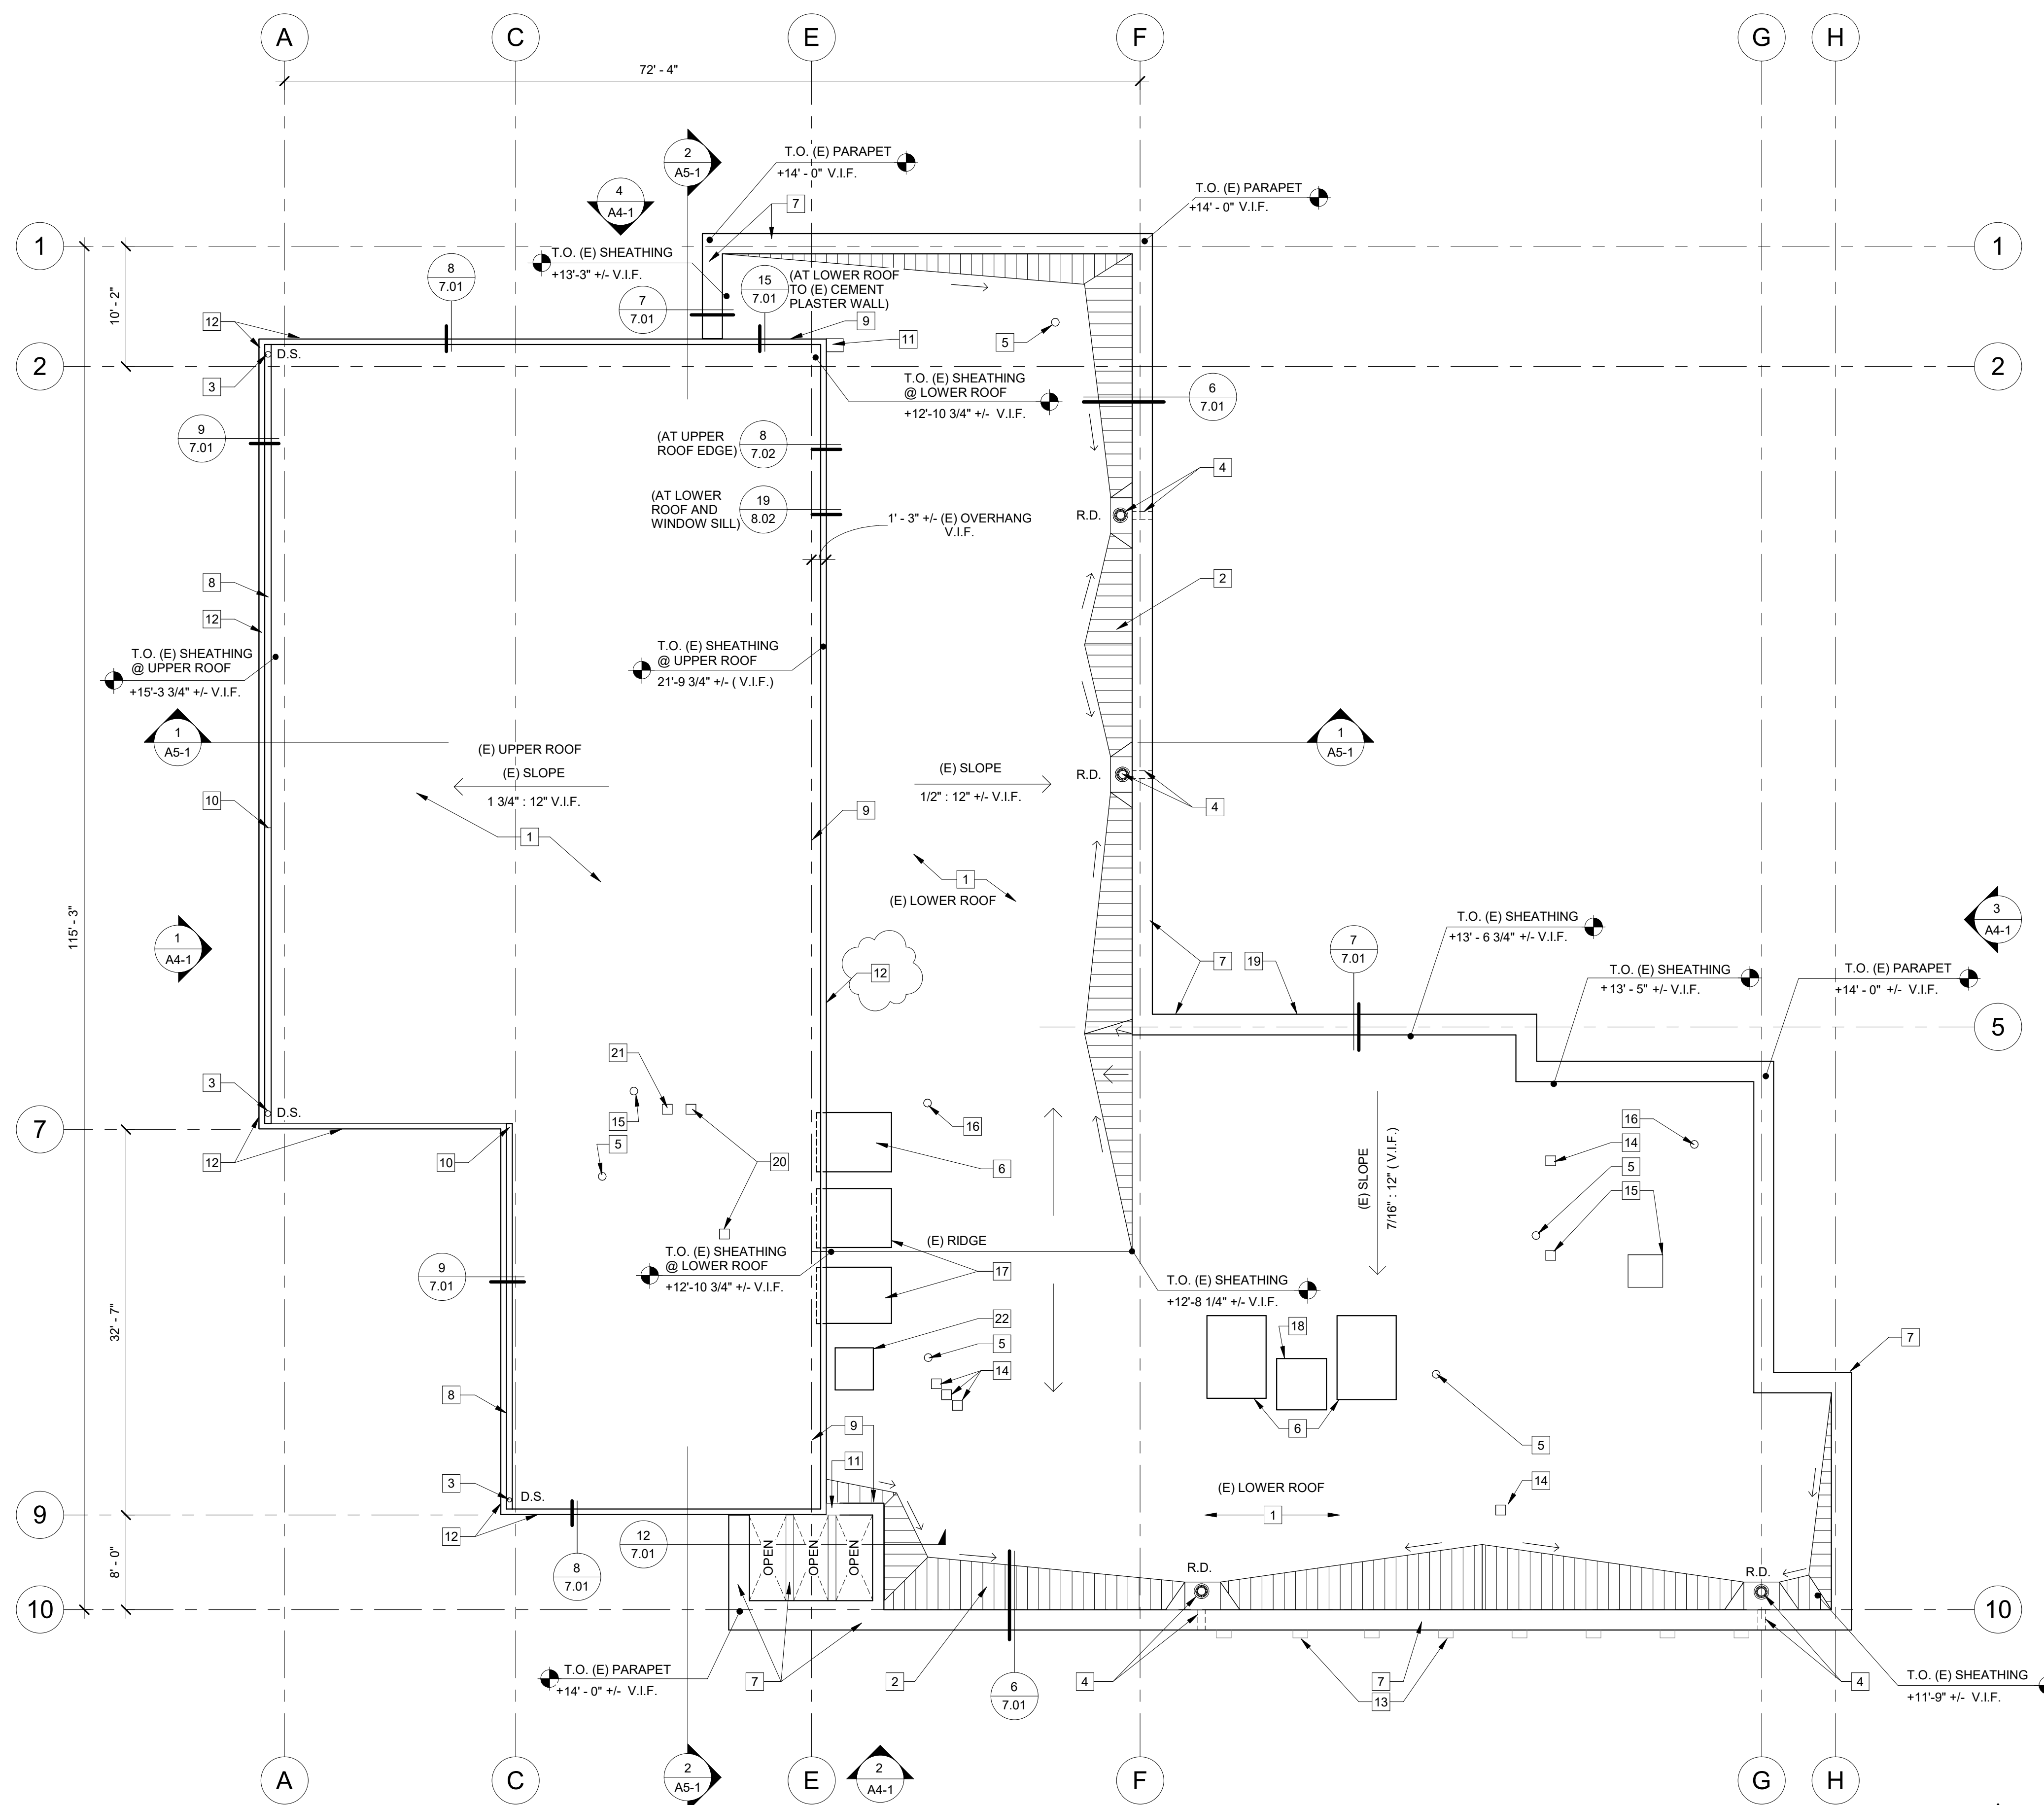 A
C
E
F
G
H
72' - 4"
2
A5-1
T.O. (E) PARAPET
+14' - 0" V.I.F.
4
A4-1
7
T.O. (E) PARAPET
+14' - 0" V.I.F.
1
1
T.O. (E) SHEATHING
+13'-3" +/- V.I.F.
8
7.01
15
7.01
(AT LOWER ROOF
TO (E) CEMENT
PLASTER WALL)
7
7.01
10' - 2"
12
9
11
5
D.S.
3
2
2
T.O. (E) SHEATHING
@ LOWER ROOF
+12'-10 3/4" +/- V.I.F.
6
7.01
9
7.01
(AT UPPER
ROOF EDGE)
8
7.02
4
(AT LOWER
ROOF AND
WINDOW SILL)
19
8.02
1' - 3" +/- (E) OVERHANG
V.I.F.
R.D.
8
2
12
T.O. (E) SHEATHING
@ UPPER ROOF
+15'-3 3/4" +/- V.I.F.
T.O. (E) SHEATHING
@ UPPER ROOF
21'-9 3/4" +/- ( V.I.F.)
1
A5-1
(E) UPPER ROOF
(E) SLOPE
1 3/4" : 12" V.I.F.
(E) SLOPE
1/2" : 12" +/- V.I.F.
R.D.
1
A5-1
10
9
4
1
1
(E) LOWER ROOF
115' - 3"
1
A4-1
12
T.O. (E) SHEATHING
+13' - 6 3/4" +/- V.I.F.
3
A4-1
7
19
7
7.01
T.O. (E) SHEATHING
+13' - 5" +/- V.I.F.
T.O. (E) PARAPET
+14' - 0" +/- V.I.F.
5
21
3
D.S.
15
5
16
16
7
14
12
10
20
6
5
15
(E) SLOPE
7/16" : 12" ( V.I.F.)
(E) RIDGE
T.O. (E) SHEATHING
@ LOWER ROOF
+12'-10 3/4" +/- V.I.F.
9
7.01
17
T.O. (E) SHEATHING
+12'-8 1/4" +/- V.I.F.
32' - 7"
22
18
7
5
14
8
6
9
5
11
3
D.S.
14
(E) LOWER ROOF
1
9
12
12
7.01
8
7.01
OPEN
OPEN
OPEN
8' - 0"
R.D.
R.D.
10
10
T.O. (E) PARAPET
+14' - 0" +/- V.I.F.
7
2
6
7.01
4
7
13
4
T.O. (E) SHEATHING
+11'-9" +/- V.I.F.
A
C
2
A5-1
E
2
A4-1
F
G
H